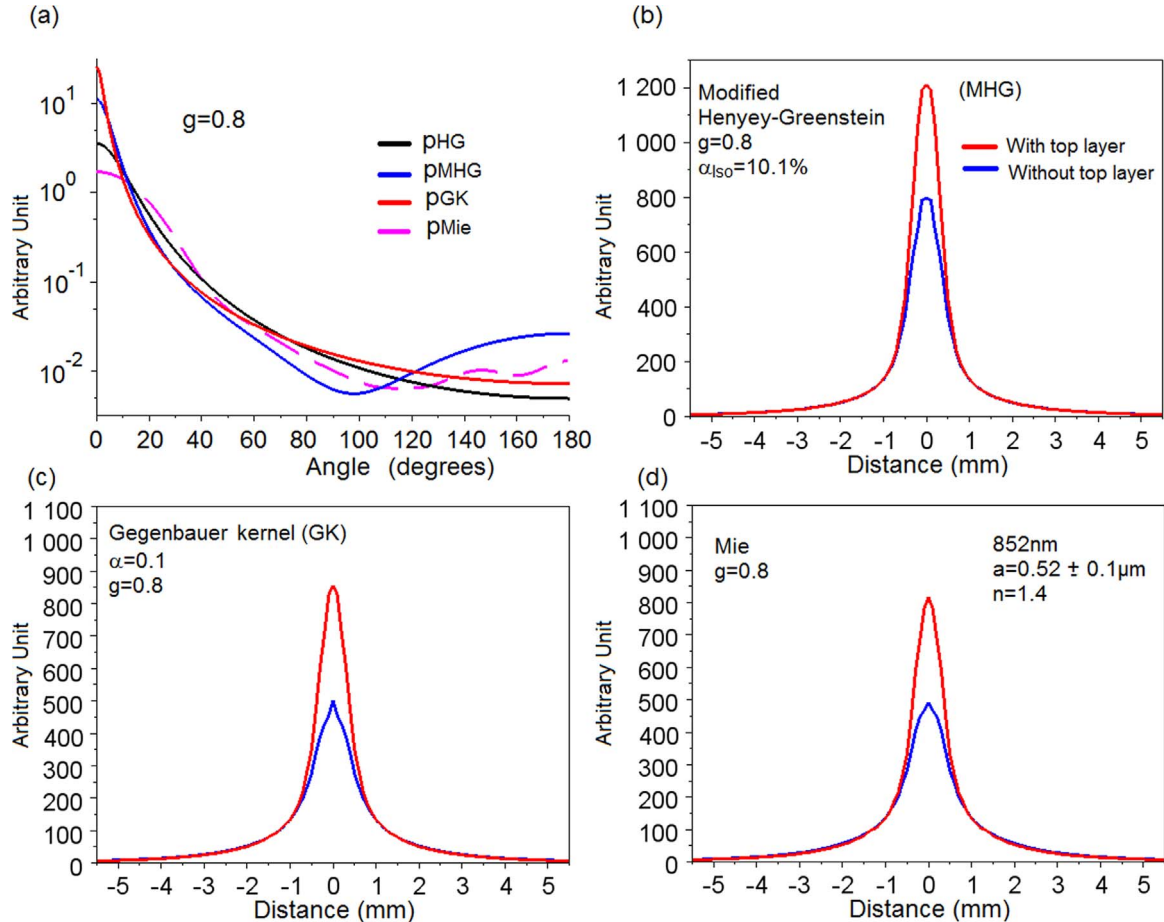 (a)
g=0.8
pHG
pMHG
pGK
pMie
Arbitrary Unit
10¹
10⁰
10⁻¹
10⁻²
0 20 40 60 80 100 120 140 160 180
Angle (degrees)
(b)
Modified
Henyey-Greenstein
g=0.8
αIso=10.1%
(MHG)
With top layer
Without top layer
Arbitrary Unit
1 200
1 000
800
600
400
200
0
-5 -4 -3 -2 -1 0 1 2 3 4 5
Distance (mm)
(c)
Gegenbauer kernel (GK)
α=0.1
g=0.8
Arbitrary Unit
1 100
1 000
900
800
700
600
500
400
300
200
100
0
-5 -4 -3 -2 -1 0 1 2 3 4 5
Distance (mm)
(d)
Mie
g=0.8
852nm
a=0.52 ± 0.1µm
n=1.4
Arbitrary Unit
1 100
1 000
900
800
700
600
500
400
300
200
100
0
-5 -4 -3 -2 -1 0 1 2 3 4 5
Distance (mm)